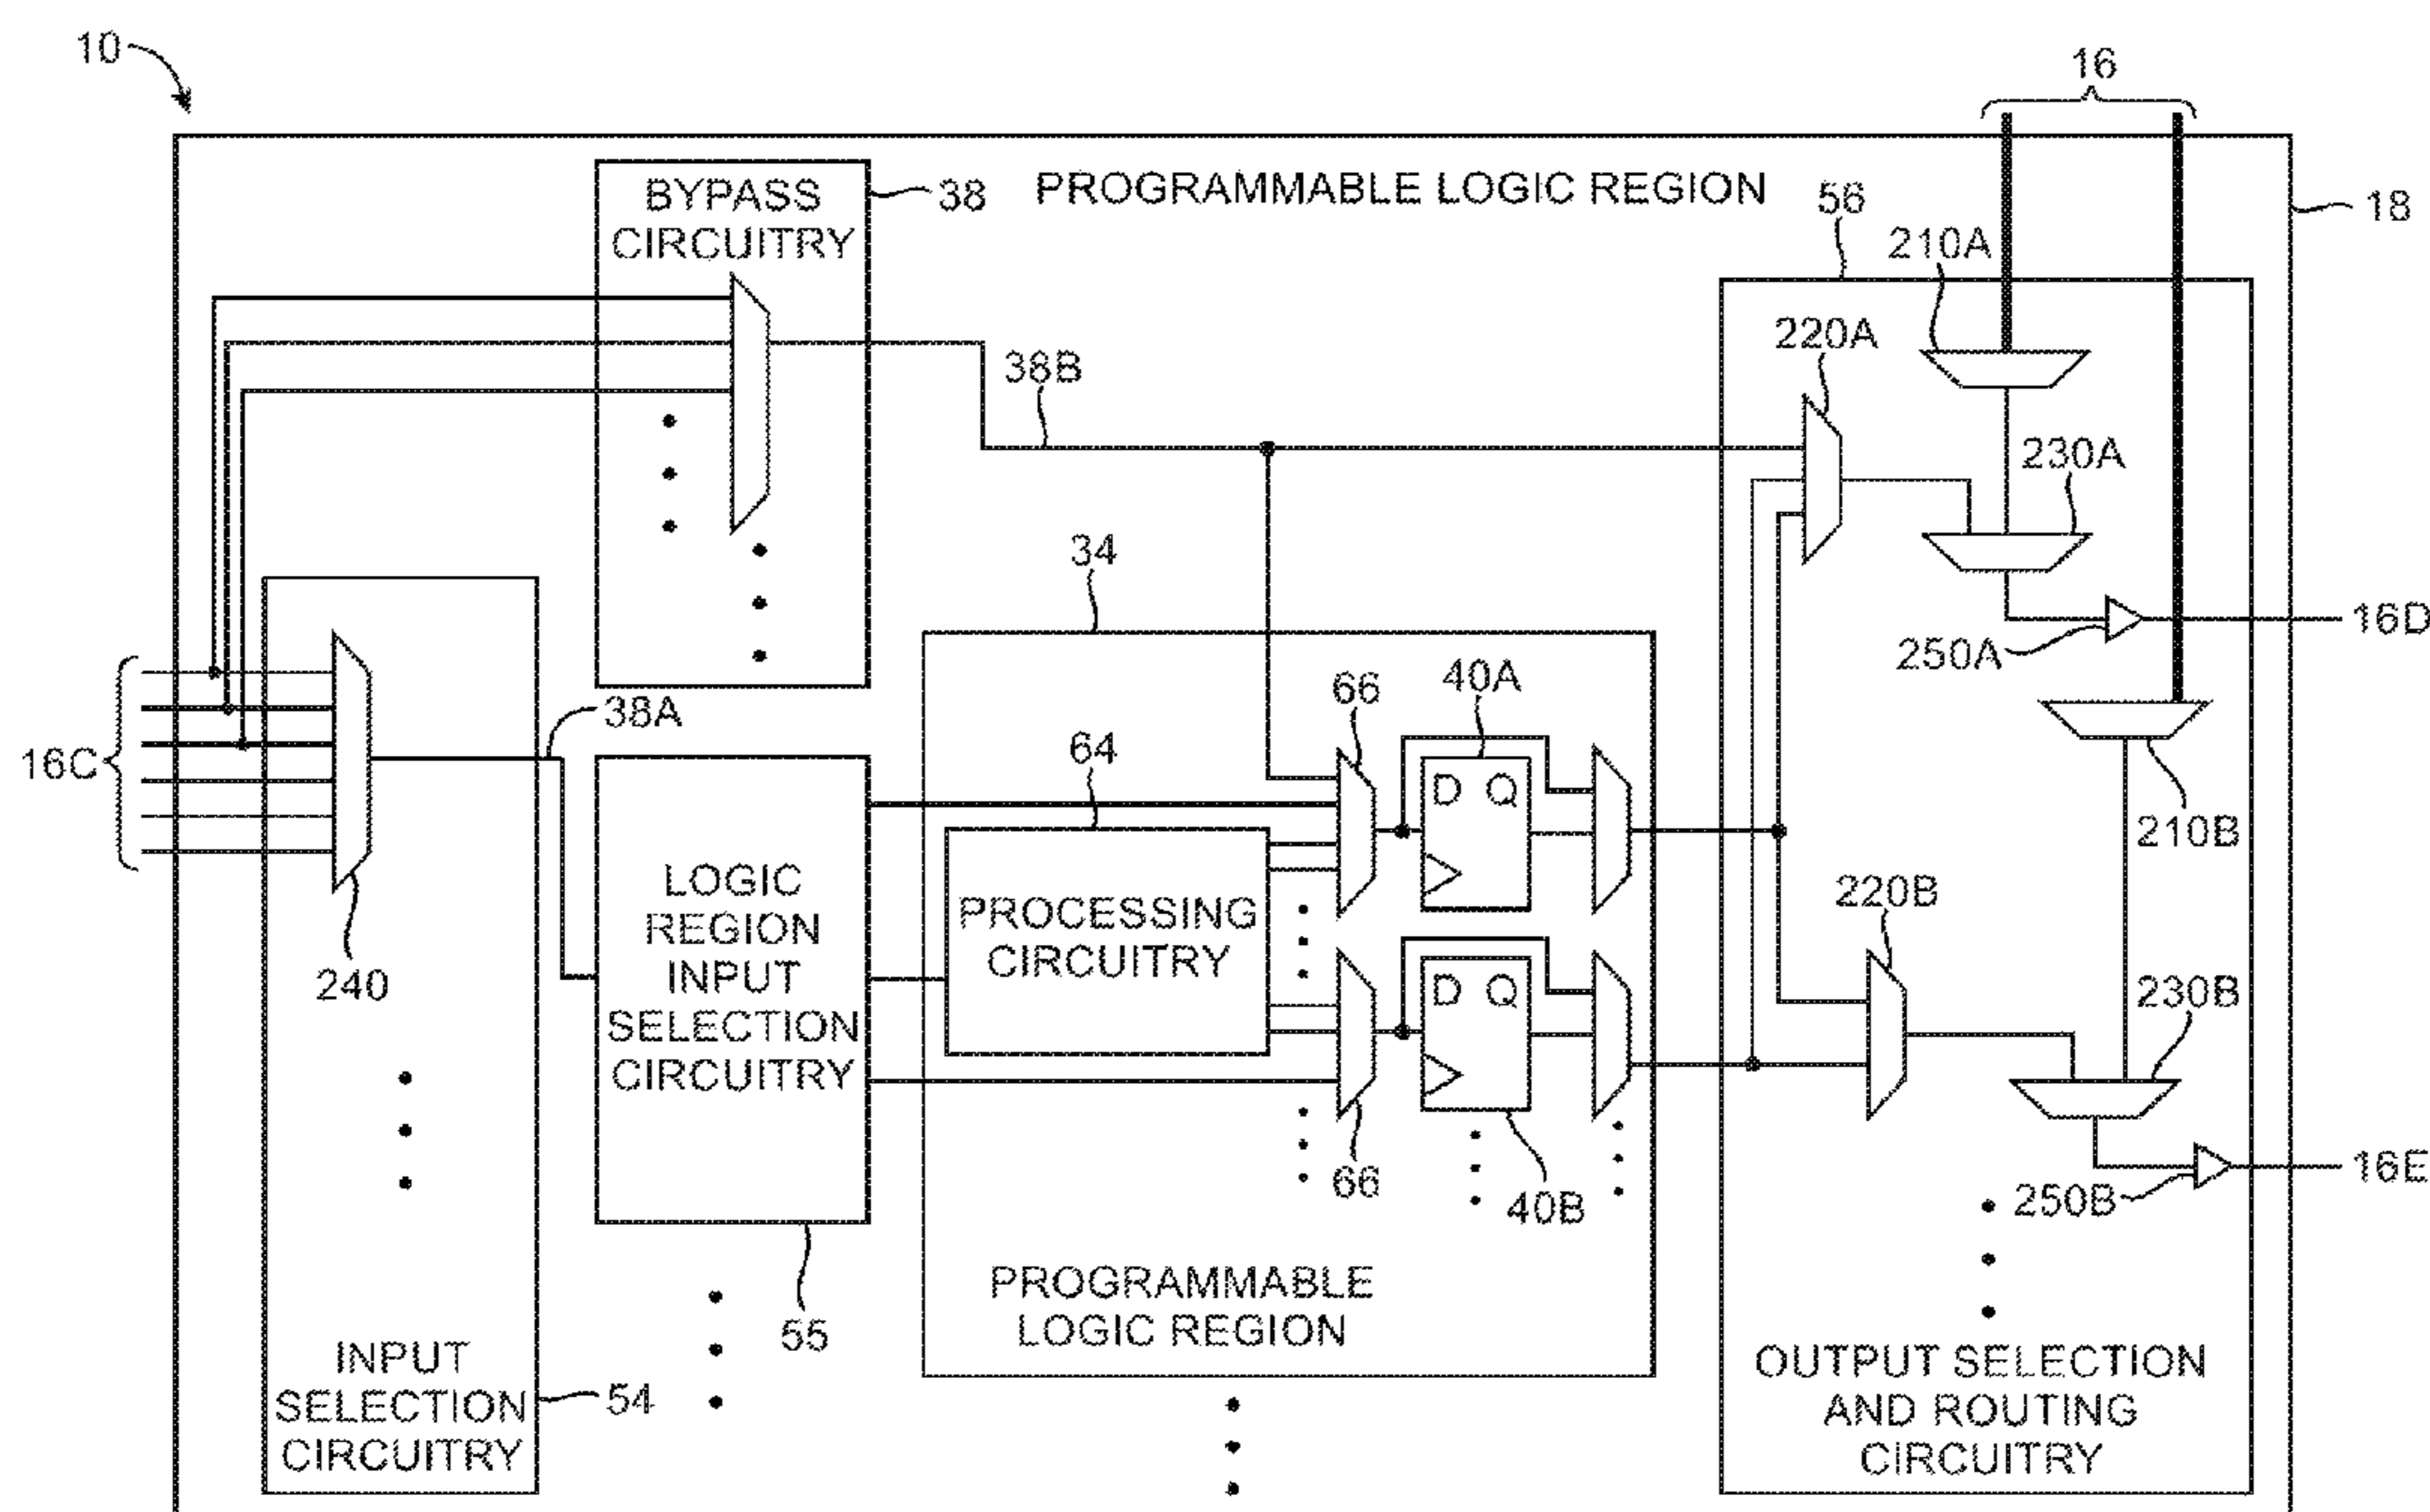 10
16
BYPASS
CIRCUITRY
38
PROGRAMMABLE LOGIC REGION
56
18
210A
220A
38B
230A
34
16D
250A
40A
66
38A
64
16C
D Q
210B
LOGIC
REGION
INPUT
SELECTION
CIRCUITRY
PROCESSING
CIRCUITRY
220B
240
D Q
230B
16E
66
40B
250B
PROGRAMMABLE
LOGIC REGION
55
INPUT
SELECTION
CIRCUITRY
54
OUTPUT SELECTION
AND ROUTING
CIRCUITRY